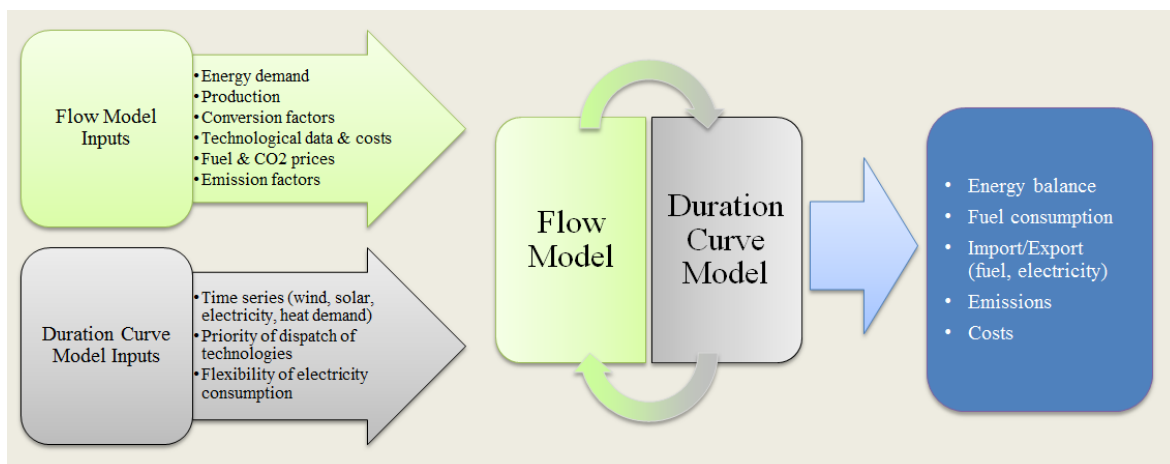 Flow Model
Inputs
• Energy demand
• Production
• Conversion factors
• Technological data & costs
• Fuel & CO2 prices
• Emission factors
Duration Curve
Model Inputs
• Time series (wind, solar,
electricity, heat demand)
• Priority of dispatch of
technologies
• Flexibility of electricity
consumption
Flow
Model
Duration
Curve
Model
• Energy balance
• Fuel consumption
• Import/Export
(fuel, electricity)
• Emissions
• Costs